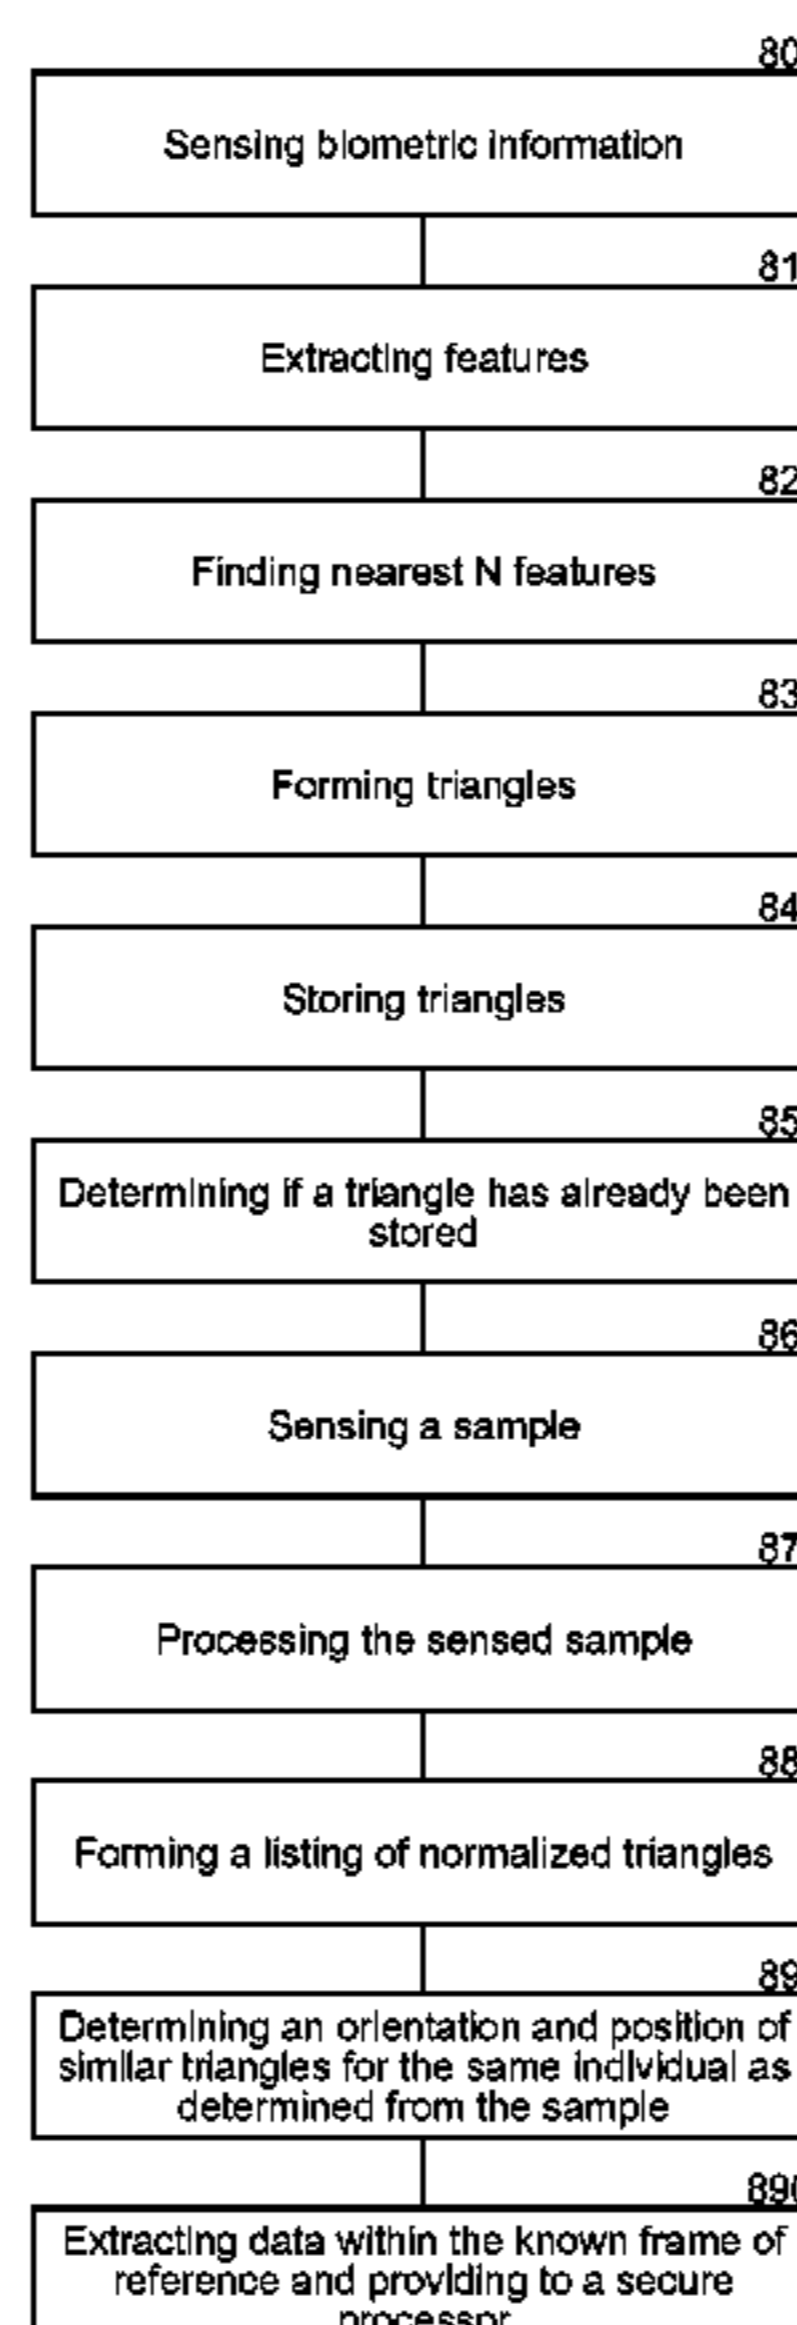 80
Sensing biometric information
81
Extracting features
82
Finding nearest N features
83
Forming triangles
84
Storing triangles
85
Determining if a triangle has already been
stored
86
Sensing a sample
87
Processing the sensed sample
88
Forming a listing of normalized triangles
89
Determining an orientation and position of
similar triangles for the same individual as
determined from the sample
890
Extracting data within the known frame of
reference and providing to a secure
processor